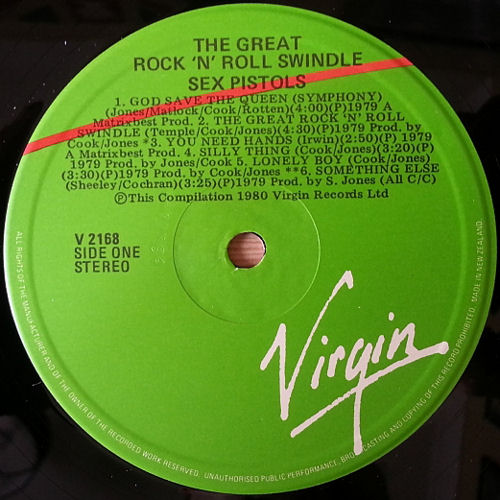 THE GREAT
ROCK 'N' ROLL SWINDLE
SEX PISTOLS
1. GOD SAVE THE QUEEN (SYMPHONY)
(Jones/Matlock/Cook/Rotten)(4:00)(P)1979 A
Matrixbest Prod. 2. THE GREAT ROCK 'N' ROLL
SWINDLE (Temple/Cook/Jones)(4:30)(P)1979 Prod. by
Cook/Jones *3. YOU NEED HANDS (Irwin)(2:50)(P) 1979
A Matrixbest Prod. 4. SILLY THING (Cook/Jones)(3:20)(P)
1979 Prod. by Jones/Cook 5. LONELY BOY (Cook/Jones)
(3:30)(P)1979 Prod. by Cook/Jones **6. SOMETHING ELSE
(Sheeley/Cochran)(3:25)(P)1979 Prod. by S. Jones (All C/C)
℗This Compilation 1980 Virgin Records Ltd
V 2168
SIDE ONE
STEREO
Virgin
ALL RIGHTS OF THE MANUFACTURER AND OF THE OWNER OF THE RECORDED WORK RESERVED. UNAUTHORISED PUBLIC PERFORMANCE, BROADCASTING AND COPYING OF THIS RECORD PROHIBITED. MADE IN NEW ZEALAND.